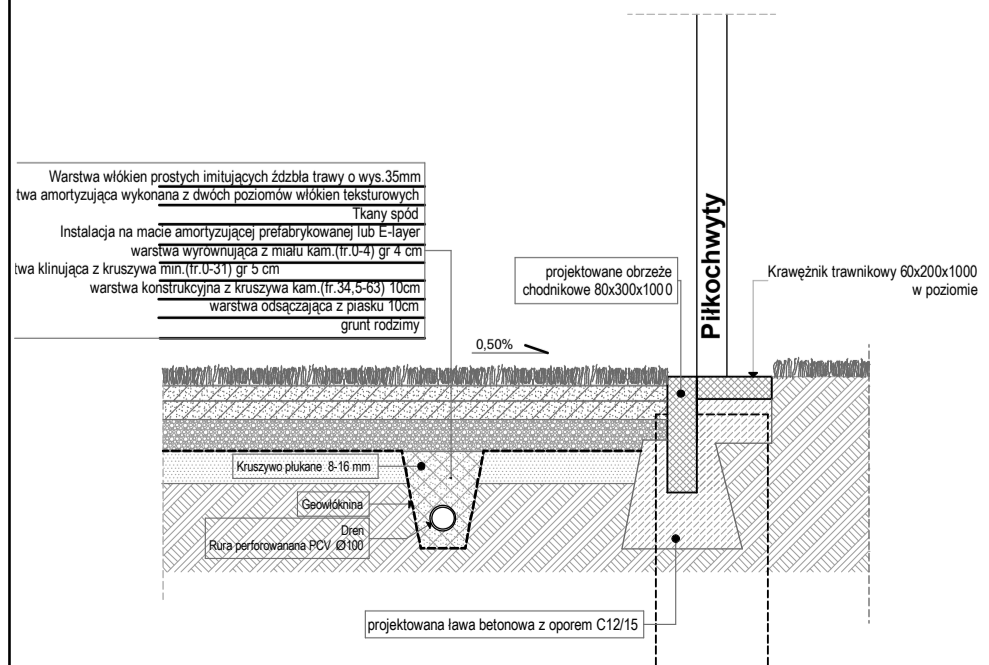 Warstwa włókien prostych imitujących źdzbła trawy o wys.35mm
twa amortyzująca wykonana z dwóch poziomów włókien teksturowych
Tkany spód
Instalacja na macie amortyzującej prefabrykowanej lub E-layer
warstwa wyrównująca z miału kam.(fr.0-4) gr 4 cm
twa klinująca z kruszywa min.(fr.0-31) gr 5 cm
warstwa konstrukcyjna z kruszywa kam.(fr.34,5-63) 10cm
warstwa odsączająca z piasku 10cm
grunt rodzimy
0,50%
projektowane obrzeże
chodnikowe 80x300x1000
Piłkochwyty
Krawężnik trawnikowy 60x200x1000
w poziomie
Kruszywo płukane 8-16 mm
Geowłóknina
Dren
Rura perforowanana PCV Ø100
projektowana ława betonowa z oporem C12/15